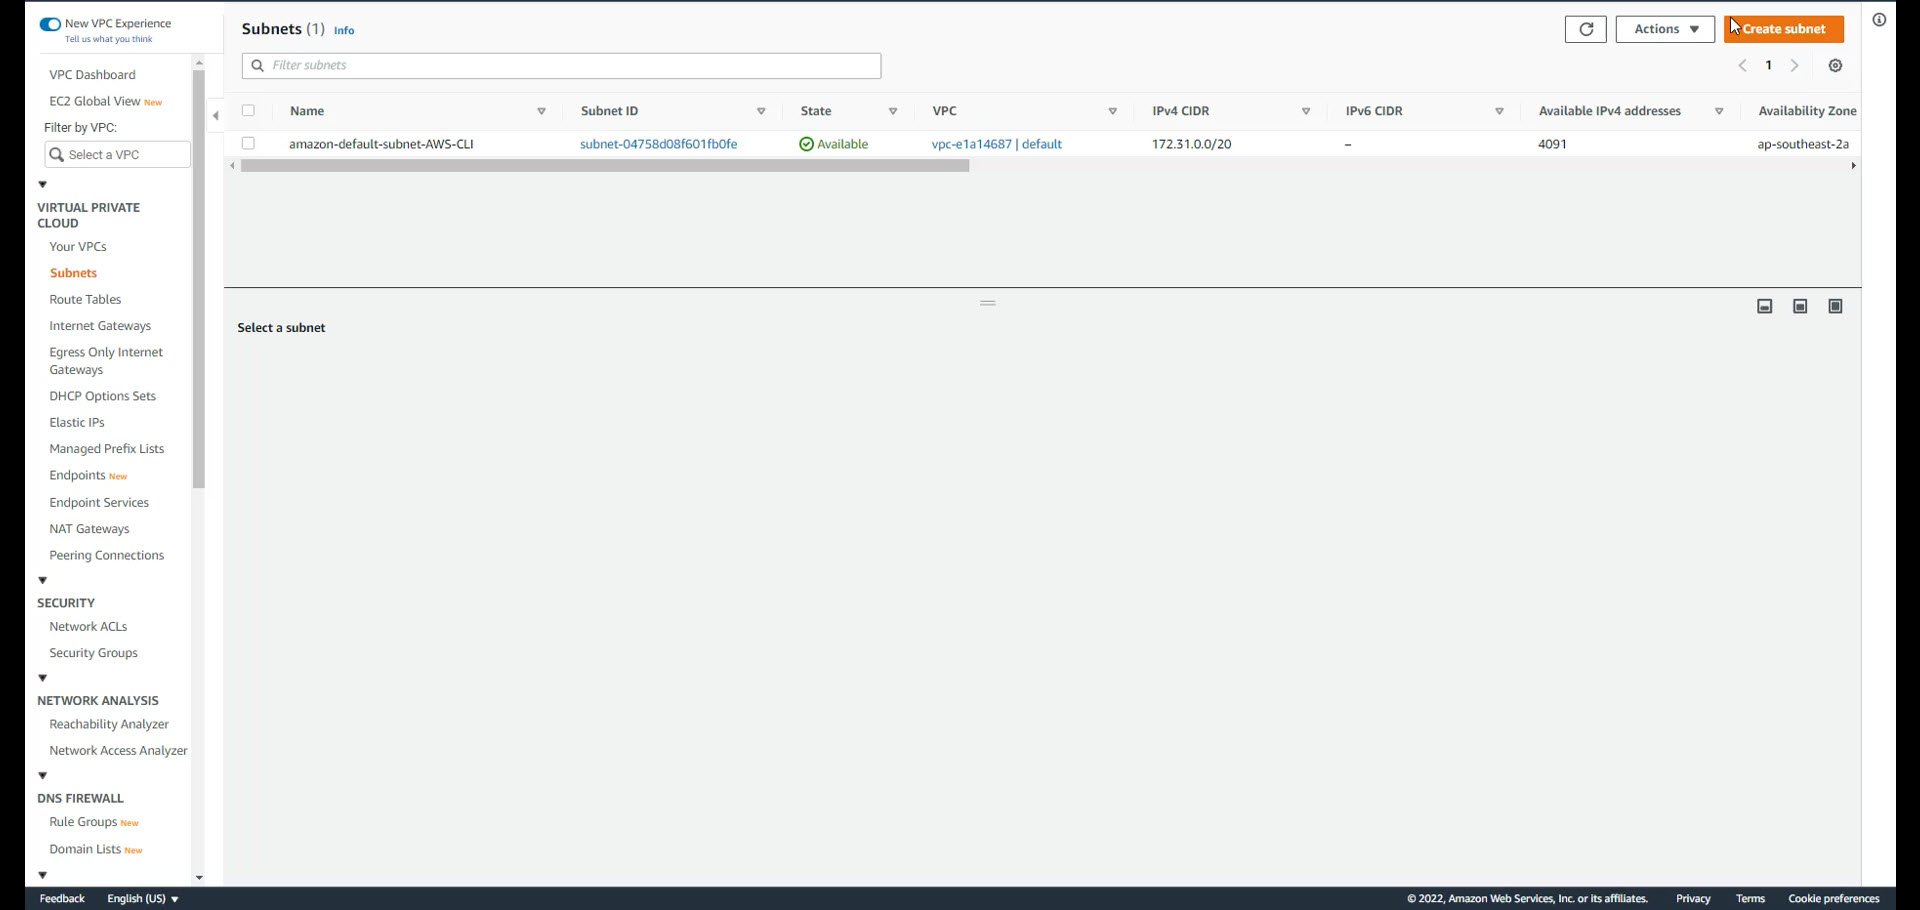 New VPC Experience
Tell us what you think
VPC Dashboard
EC2 Global View New
Filter by VPC:
Select a VPC
VIRTUAL PRIVATE
CLOUD
Your VPCs
Subnets
Route Tables
Internet Gateways
Egress Only Internet
Gateways
DHCP Options Sets
Elastic IPs
Managed Prefix Lists
Endpoints New
Endpoint Services
NAT Gateways
Peering Connections
SECURITY
Network ACLs
Security Groups
NETWORK ANALYSIS
Reachability Analyzer
Network Access Analyzer
DNS FIREWALL
Rule Groups New
Domain Lists New
Subnets (1) Info
Actions
Create subnet
Filter subnets
1
Name Subnet ID State VPC IPv4 CIDR IPv6 CIDR Available IPv4 addresses Availability Zone
amazon-default-subnet-AWS-CLI subnet-04758d08f601fb0fe Available vpc-e1a14687 | default 172.31.0.0/20 – 4091 ap-southeast-2a
Select a subnet
Feedback English (US) © 2022, Amazon Web Services, Inc. or its affiliates. Privacy Terms Cookie preferences